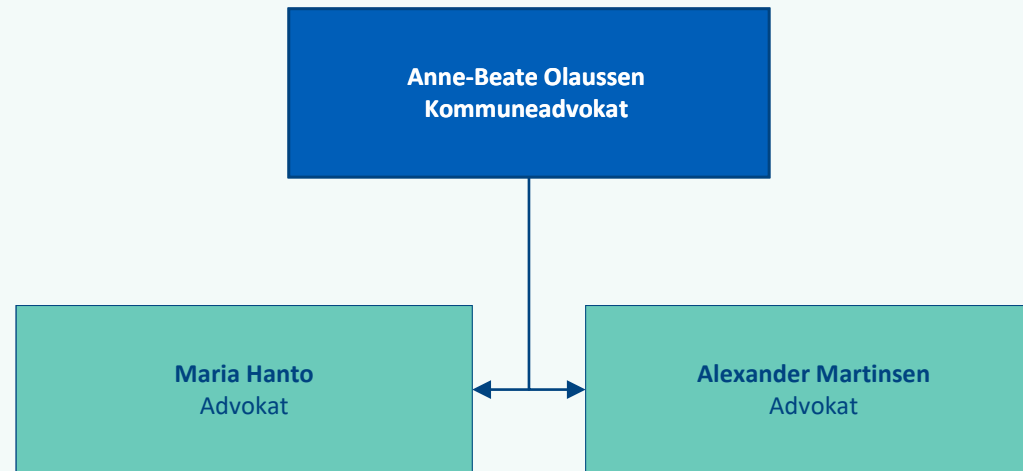 Anne-Beate Olaussen
Kommuneadvokat
Maria Hanto
Advokat
Alexander Martinsen
Advokat